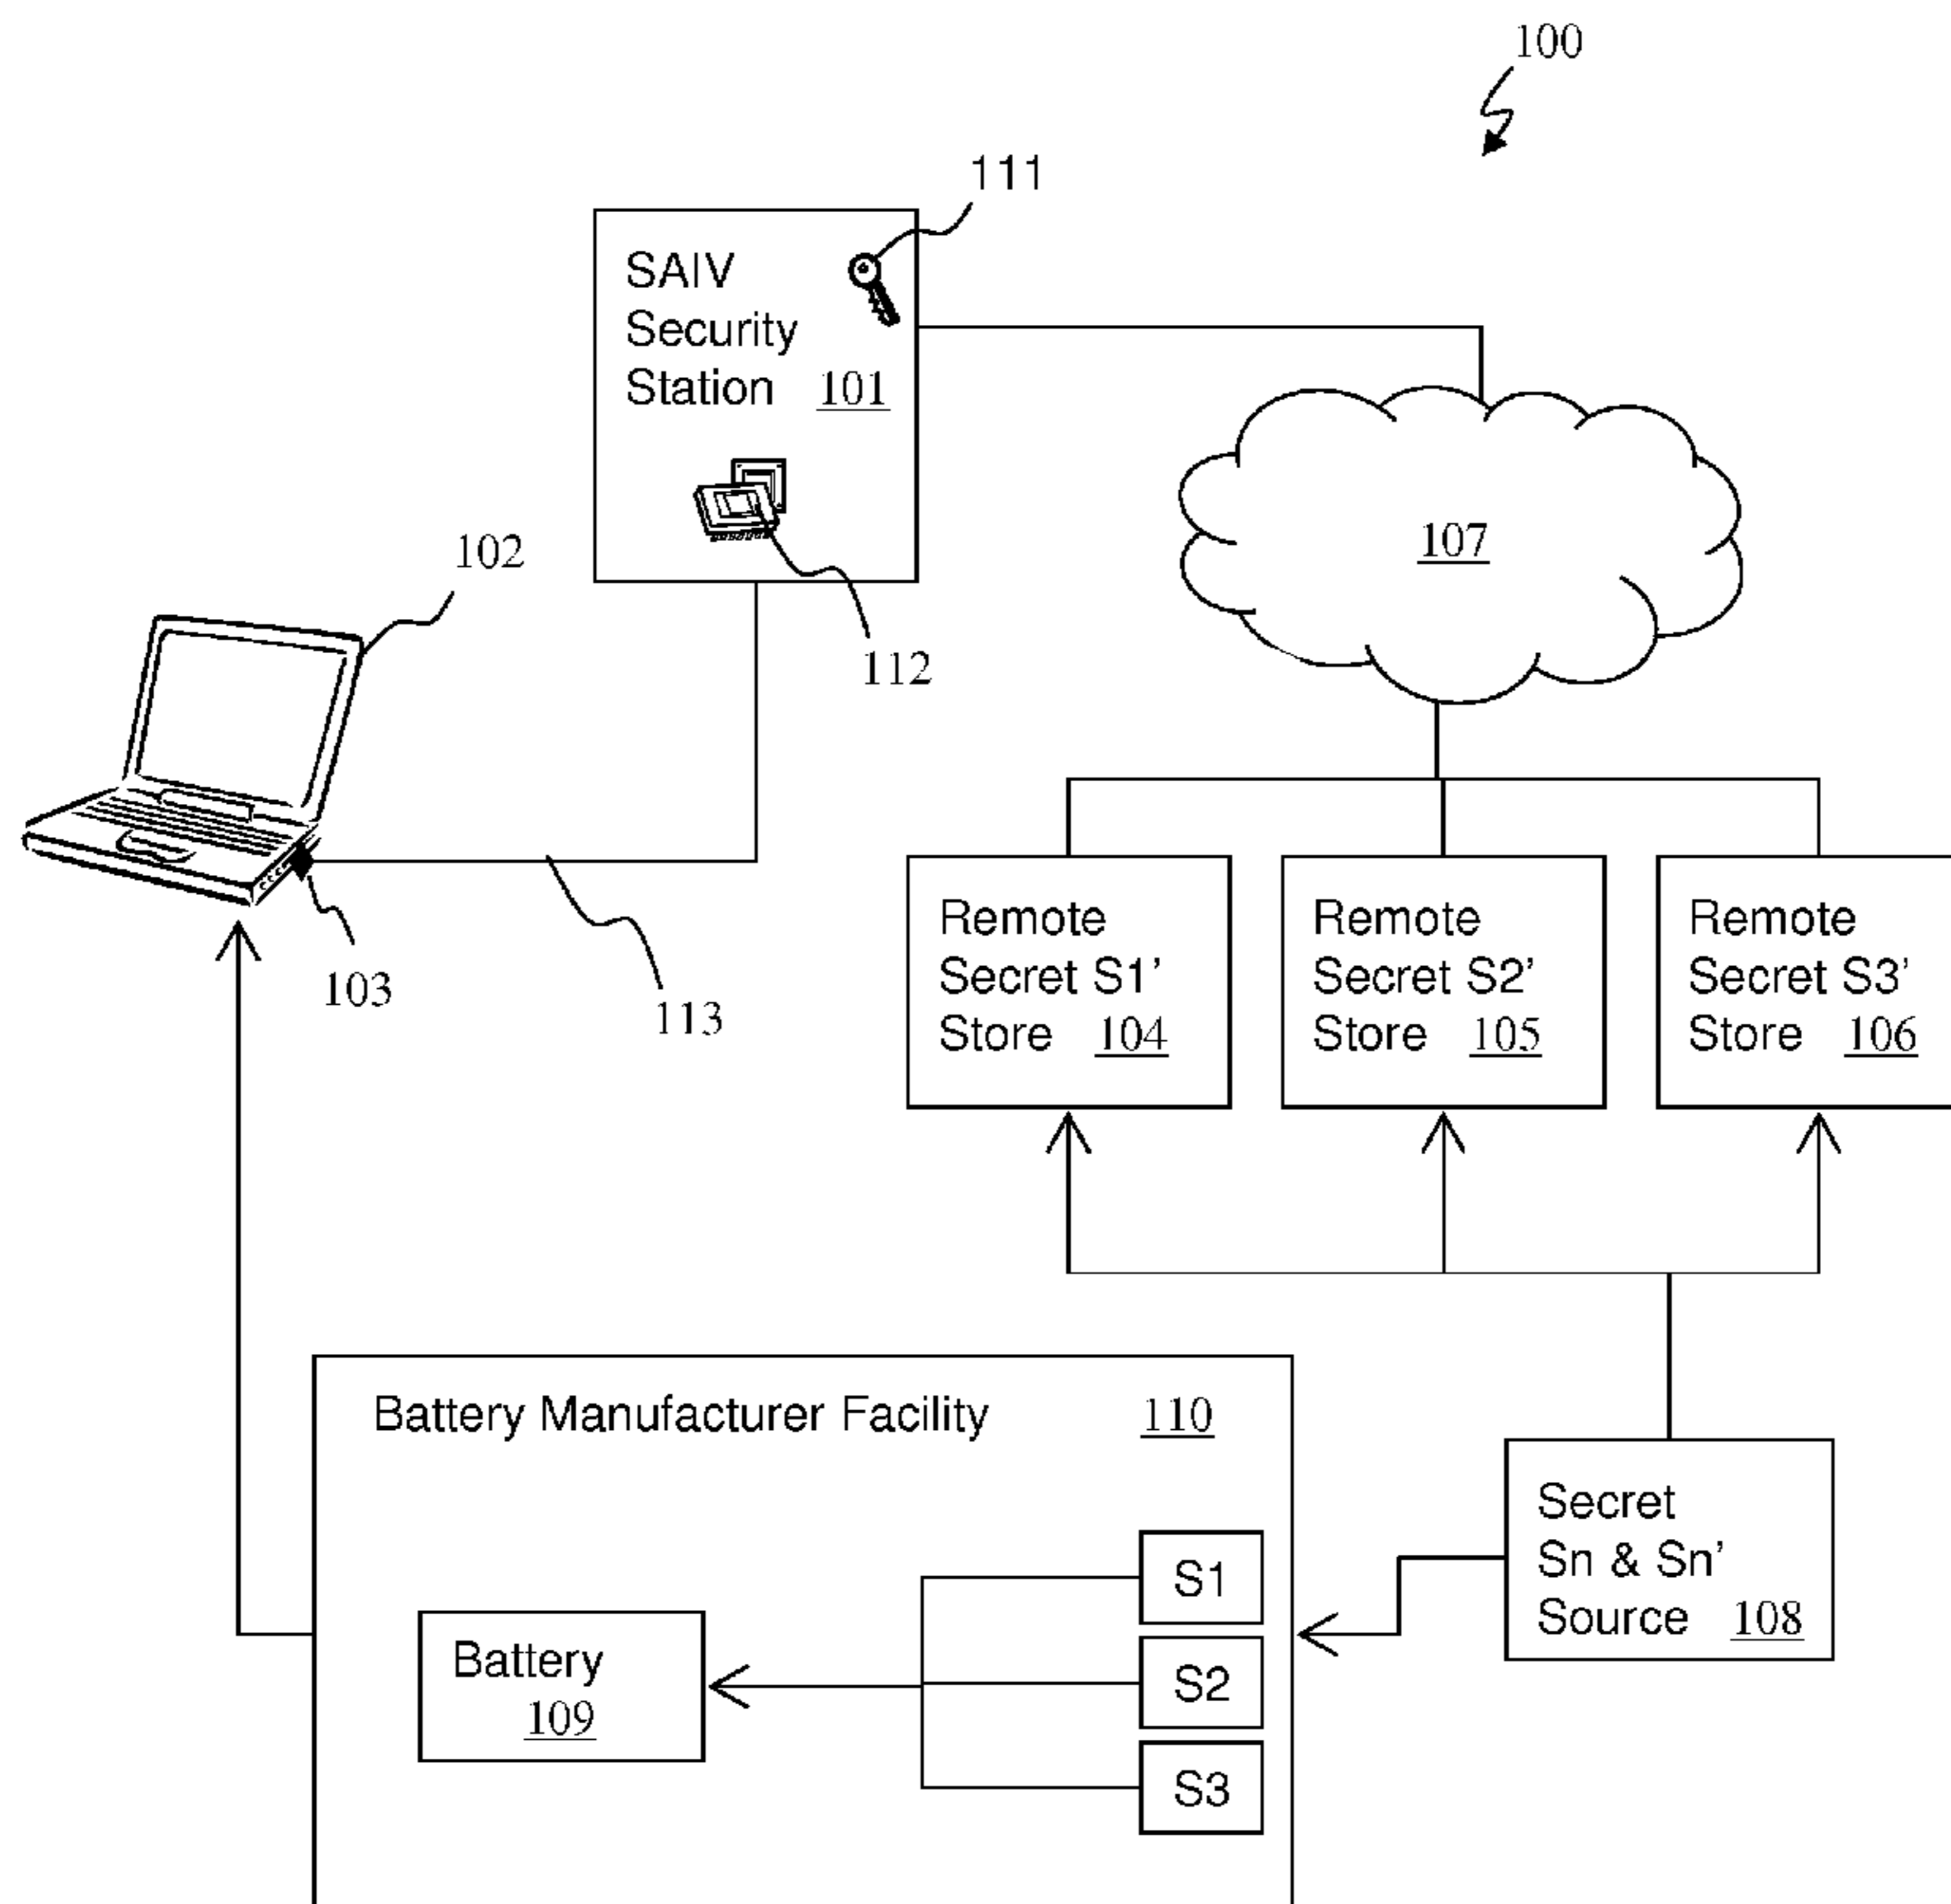 100
111
SAIV
Security
Station 101
107
102
112
103
113
Remote
Secret S1'
Store 104
Remote
Secret S2'
Store 105
Remote
Secret S3'
Store 106
Battery Manufacturer Facility 110
Secret
Sn & Sn'
Source 108
S1
S2
S3
Battery
109